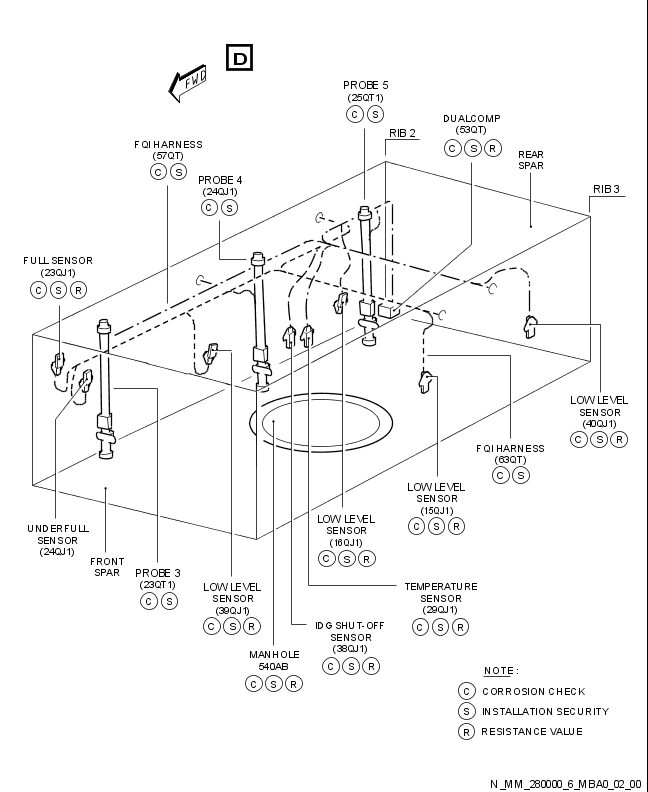 D
FWD
PROBE 5
(25QT1)
C S
DUALCOMP
(53QT)
C S R
RIB 2
REAR
SPAR
RIB 3
FQI HARNESS
(57QT)
C S
PROBE 4
(24QJ1)
C S
FULL SENSOR
(23QJ1)
C S R
LOW LEVEL
SENSOR
(40QJ1)
C S R
FQI HARNESS
(63QT)
C S
LOW LEVEL
SENSOR
(15QJ1)
C S R
LOW LEVEL
SENSOR
(16QJ1)
C S R
UNDERFULL
SENSOR
(24QJ1)
FRONT
SPAR
PROBE 3
(23QT1)
C S
LOW LEVEL
SENSOR
(39QJ1)
C S R
TEMPERATURE
SENSOR
(29QJ1)
C S R
IDG SHUT-OFF
SENSOR
(38QJ1)
C S R
MANHOLE
540AB
C S R
NOTE :
C CORROSION CHECK
S INSTALLATION SECURITY
R RESISTANCE VALUE
N_MM_280000_6_MBA0_02_00